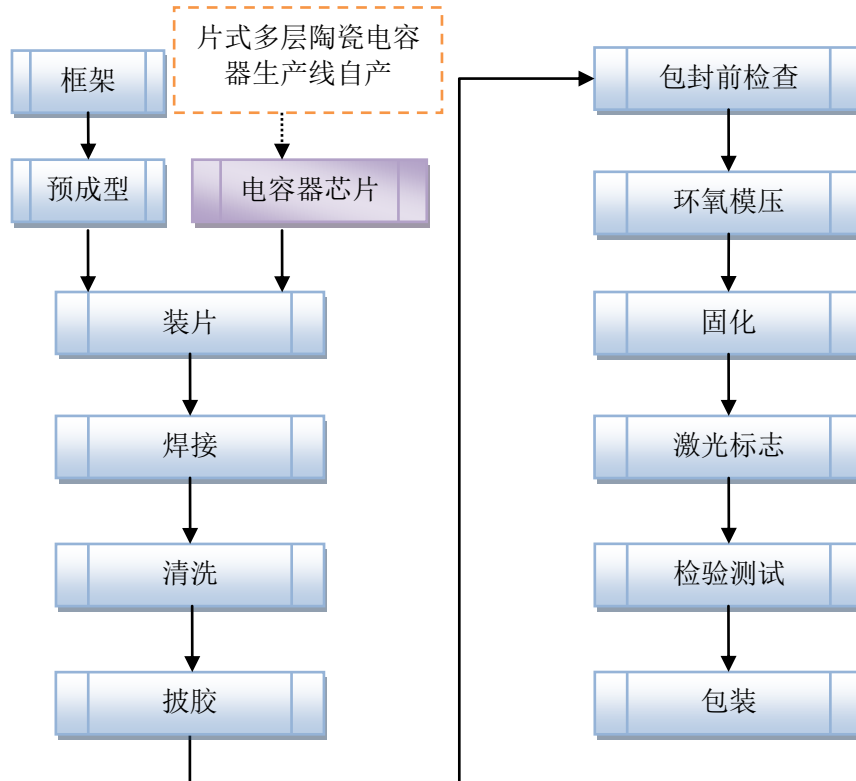 框架
片式多层陶瓷电容
器生产线自产
预成型
电容器芯片
装片
焊接
清洗
披胶
包封前检查
环氧模压
固化
激光标志
检验测试
包装